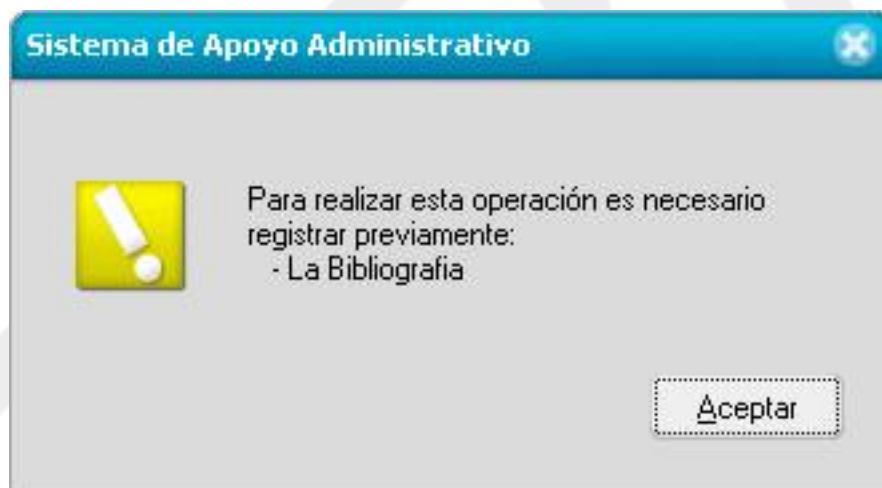 Sistema de Apoyo Administrativo
Para realizar esta operación es necesario
registrar previamente:
- La Bibliografia
Aceptar